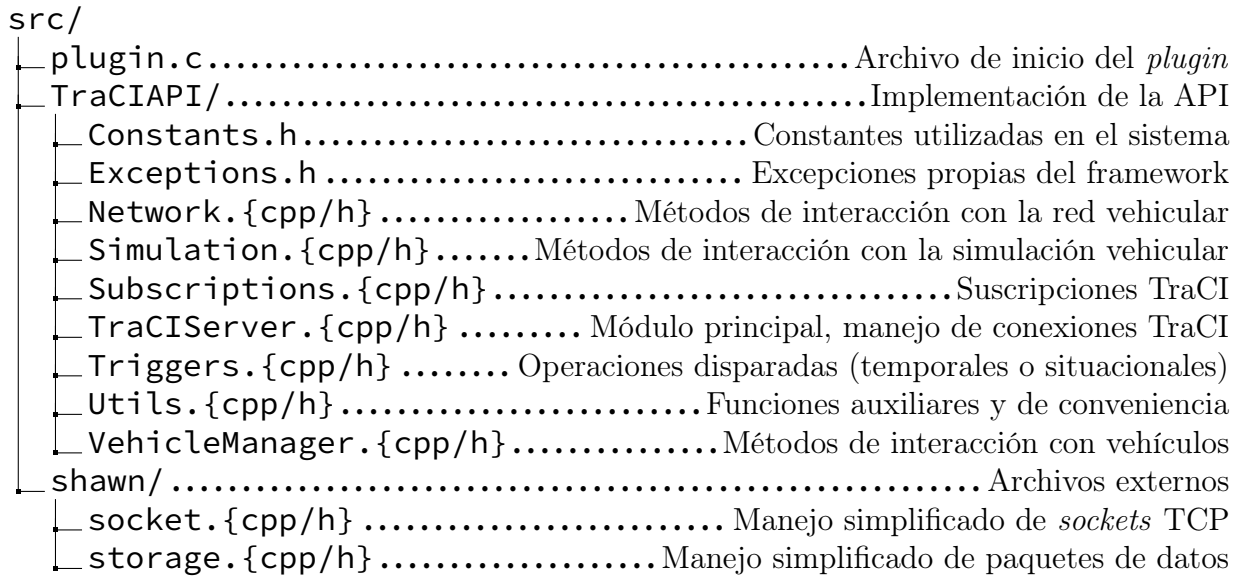 src/
plugin.c..............................................Archivo de inicio del plugin
TraCIAPI/..............................................Implementación de la API
Constants.h................................Constantes utilizadas en el sistema
Exceptions.h..............................Excepciones propias del framework
Network.{cpp/h}..................Métodos de interacción con la red vehicular
Simulation.{cpp/h}.......Métodos de interacción con la simulación vehicular
Subscriptions.{cpp/h}.................................Suscripciones TraCI
TraCIServer.{cpp/h}.........Módulo principal, manejo de conexiones TraCI
Triggers.{cpp/h}........Operaciones disparadas (temporales o situacionales)
Utils.{cpp/h}..........................Funciones auxiliares y de conveniencia
VehicleManager.{cpp/h}...............Métodos de interacción con vehículos
shawn/..........................................................Archivos externos
socket.{cpp/h}..........................Manejo simplificado de sockets TCP
storage.{cpp/h}....................Manejo simplificado de paquetes de datos